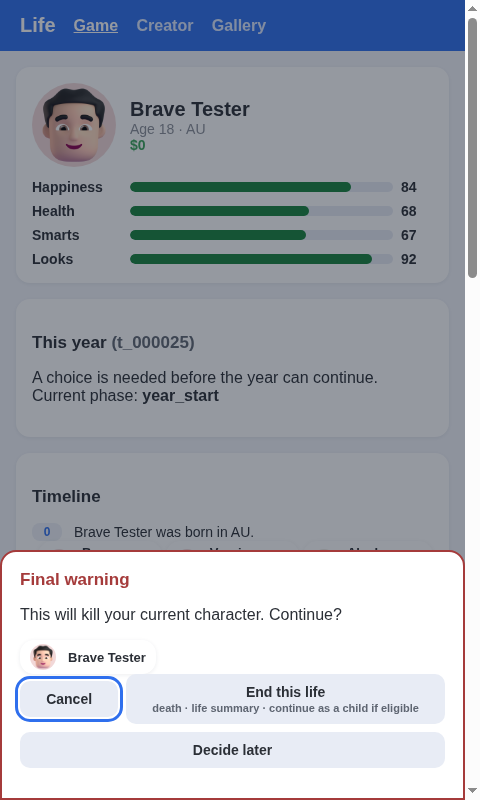 Life Game Creator Gallery
Brave Tester
Age 18 · AU
$0
Happiness 84
Health 68
Smarts 67
Looks 92
This year (t_000025)
A choice is needed before the year can continue.
Current phase: year_start
Timeline
0 Brave Tester was born in AU.
Final warning
This will kill your current character. Continue?
Brave Tester
Cancel
End this life
death · life summary · continue as a child if eligible
Decide later